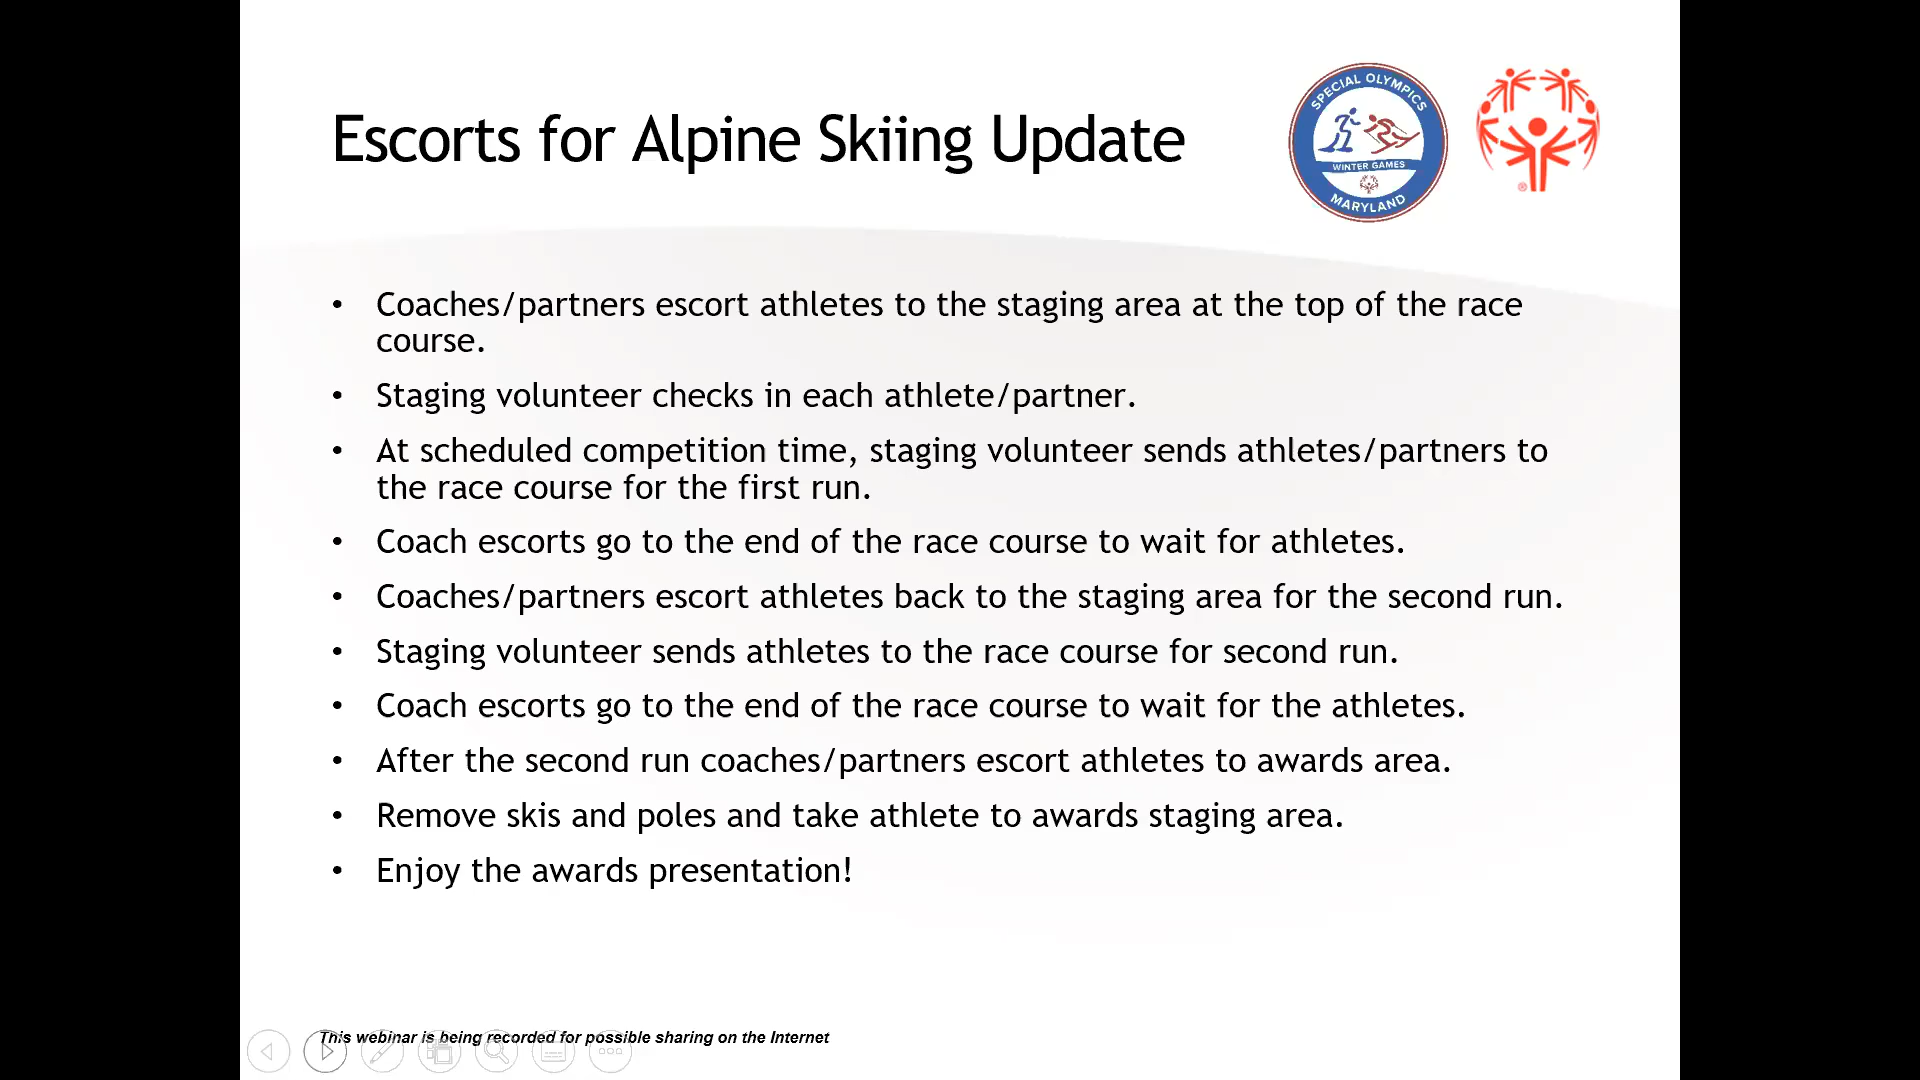 Escorts for Alpine Skiing Update
SPECIAL OLYMPICS
WINTER GAMES
MARYLAND
®
• Coaches/partners escort athletes to the staging area at the top of the race
course.
• Staging volunteer checks in each athlete/partner.
• At scheduled competition time, staging volunteer sends athletes/partners to
the race course for the first run.
• Coach escorts go to the end of the race course to wait for athletes.
• Coaches/partners escort athletes back to the staging area for the second run.
• Staging volunteer sends athletes to the race course for second run.
• Coach escorts go to the end of the race course to wait for the athletes.
• After the second run coaches/partners escort athletes to awards area.
• Remove skis and poles and take athlete to awards staging area.
• Enjoy the awards presentation!
This webinar is being recorded for possible sharing on the Internet